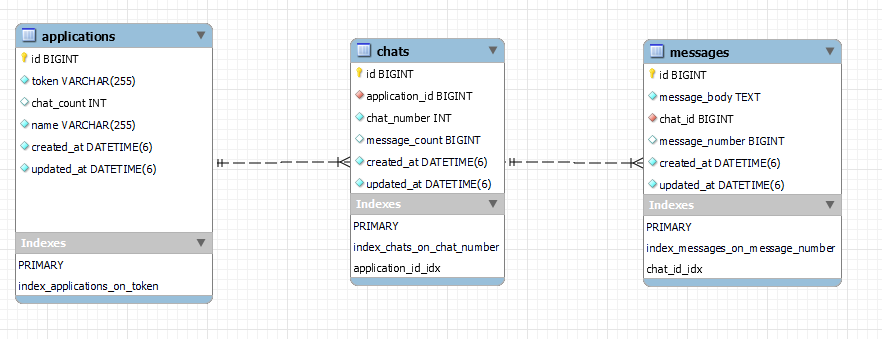 applications
id BIGINT
token VARCHAR(255)
chat_count INT
name VARCHAR(255)
created_at DATETIME(6)
updated_at DATETIME(6)
Indexes
PRIMARY
index_applications_on_token
chats
id BIGINT
application_id BIGINT
chat_number INT
message_count BIGINT
created_at DATETIME(6)
updated_at DATETIME(6)
Indexes
PRIMARY
index_chats_on_chat_number
application_id_idx
messages
id BIGINT
message_body TEXT
chat_id BIGINT
message_number BIGINT
created_at DATETIME(6)
updated_at DATETIME(6)
Indexes
PRIMARY
index_messages_on_message_number
chat_id_idx